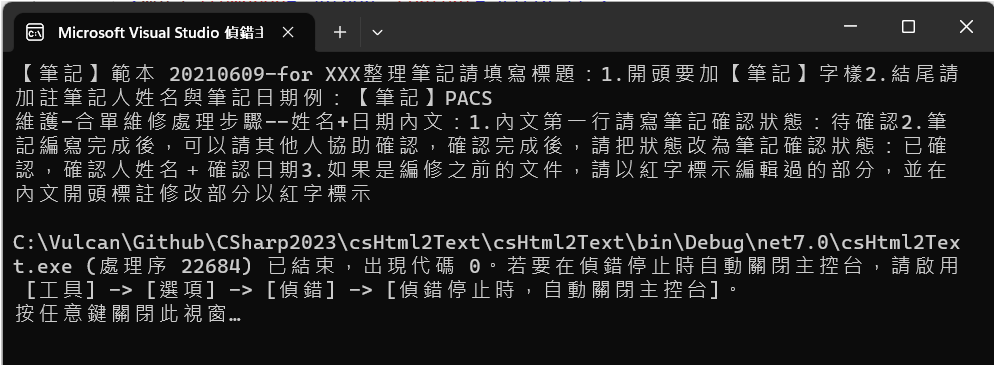 Microsoft Visual Studio 偵錯主
【筆記】範本 20210609-for XXX整理筆記請填寫標題：1.開頭要加【筆記】字樣2.結尾請
加註筆記人姓名與筆記日期例：【筆記】PACS
維護-合單維修處理步驟--姓名+日期內文：1.內文第一行請寫筆記確認狀態：待確認2.筆
記編寫完成後，可以請其他人協助確認，確認完成後，請把狀態改為筆記確認狀態：已確
認，確認人姓名＋確認日期3.如果是編修之前的文件，請以紅字標示編輯過的部分，並在
內文開頭標註修改部分以紅字標示
C:\Vulcan\Github\CSharp2023\csHtml2Text\csHtml2Text\bin\Debug\net7.0\csHtml2Tex
t.exe (處理序 22684) 已結束，出現代碼 0。若要在偵錯停止時自動關閉主控台，請啟用
[工具] -> [選項] -> [偵錯] -> [偵錯停止時，自動關閉主控台]。
按任意鍵關閉此視窗…